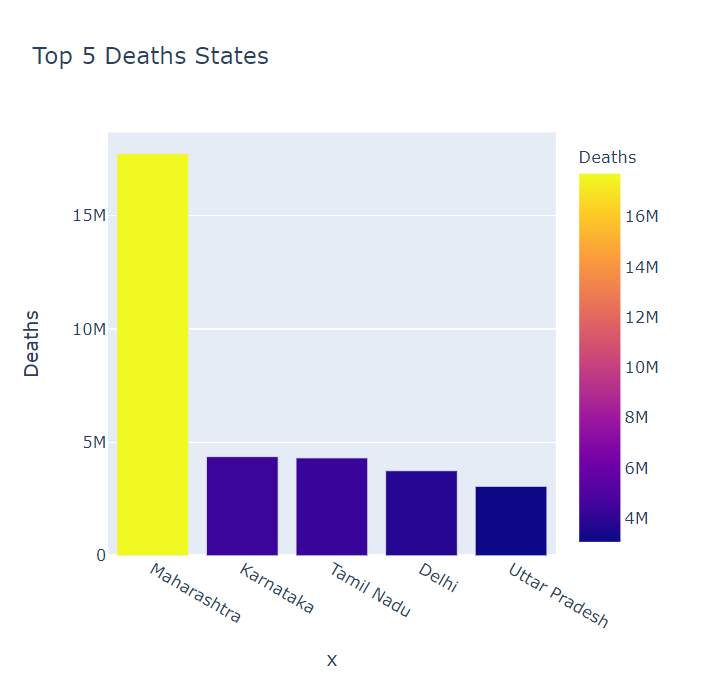 Top 5 Deaths States
Deaths
15M
10M
5M
0
Deaths
16M
14M
12M
10M
8M
6M
4M
Maharashtra
Karnataka
Tamil Nadu
Delhi
Uttar Pradesh
x